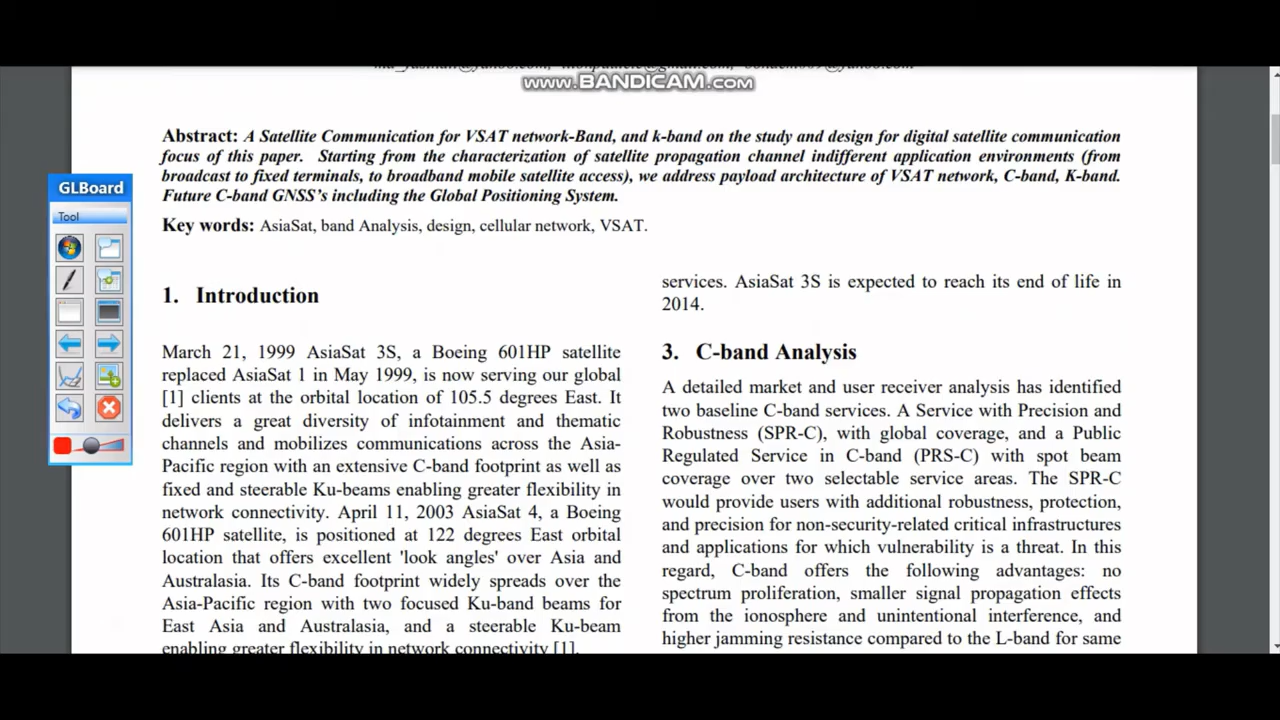 www.BANDICAM.com
Abstract: A Satellite Communication for VSAT network-Band, and k-band on the study and design for digital satellite communication
focus of this paper. Starting from the characterization of satellite propagation channel indifferent application environments (from
broadcast to fixed terminals, to broadband mobile satellite access), we address payload architecture of VSAT network, C-band, K-band.
Future C-band GNSS's including the Global Positioning System.
Key words: AsiaSat, band Analysis, design, cellular network, VSAT.
GLBoard
Tool
1. Introduction
March 21, 1999 AsiaSat 3S, a Boeing 601HP satellite
replaced AsiaSat 1 in May 1999, is now serving our global
[1] clients at the orbital location of 105.5 degrees East. It
delivers a great diversity of infotainment and thematic
channels and mobilizes communications across the Asia-
Pacific region with an extensive C-band footprint as well as
fixed and steerable Ku-beams enabling greater flexibility in
network connectivity. April 11, 2003 AsiaSat 4, a Boeing
601HP satellite, is positioned at 122 degrees East orbital
location that offers excellent 'look angles' over Asia and
Australasia. Its C-band footprint widely spreads over the
Asia-Pacific region with two focused Ku-band beams for
East Asia and Australasia, and a steerable Ku-beam
enabling greater flexibility in network connectivity [1].
services. AsiaSat 3S is expected to reach its end of life in
2014.
3. C-band Analysis
A detailed market and user receiver analysis has identified
two baseline C-band services. A Service with Precision and
Robustness (SPR-C), with global coverage, and a Public
Regulated Service in C-band (PRS-C) with spot beam
coverage over two selectable service areas. The SPR-C
would provide users with additional robustness, protection,
and precision for non-security-related critical infrastructures
and applications for which vulnerability is a threat. In this
regard, C-band offers the following advantages: no
spectrum proliferation, smaller signal propagation effects
from the ionosphere and unintentional interference, and
higher jamming resistance compared to the L-band for same